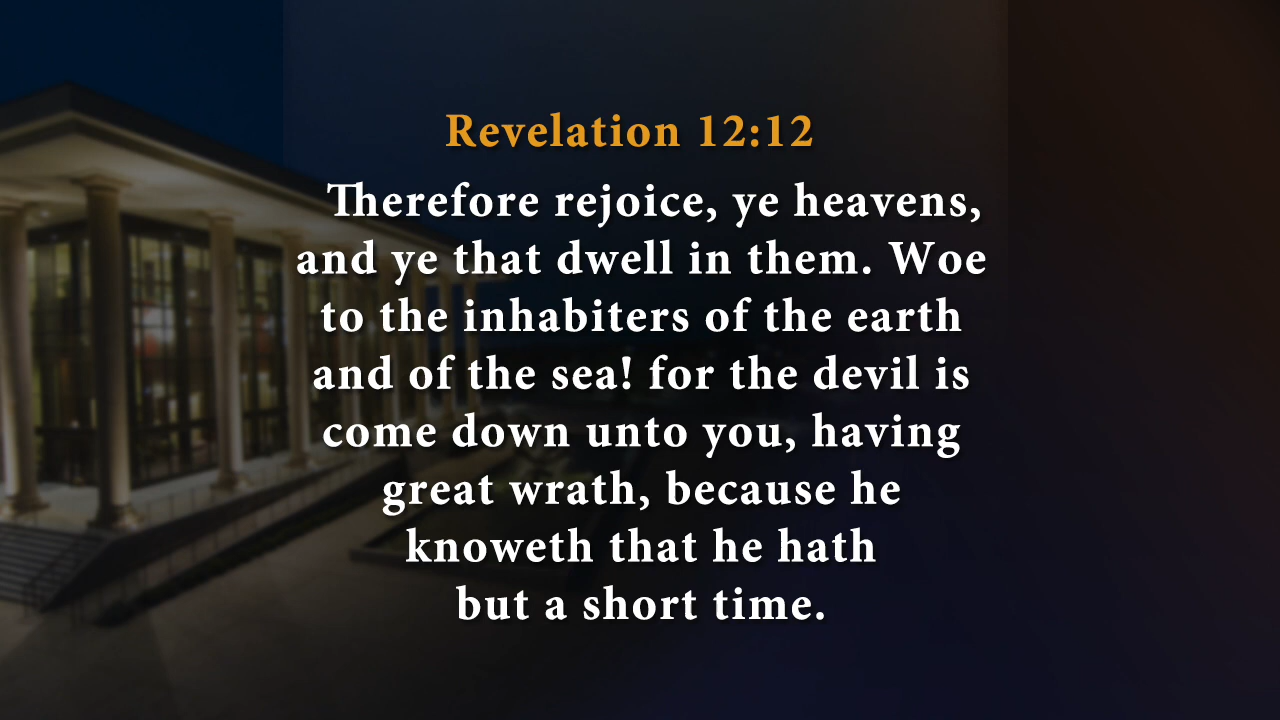 Revelation 12:12
Therefore rejoice, ye heavens,
and ye that dwell in them. Woe
to the inhabiters of the earth
and of the sea! for the devil is
come down unto you, having
great wrath, because he
knoweth that he hath
but a short time.